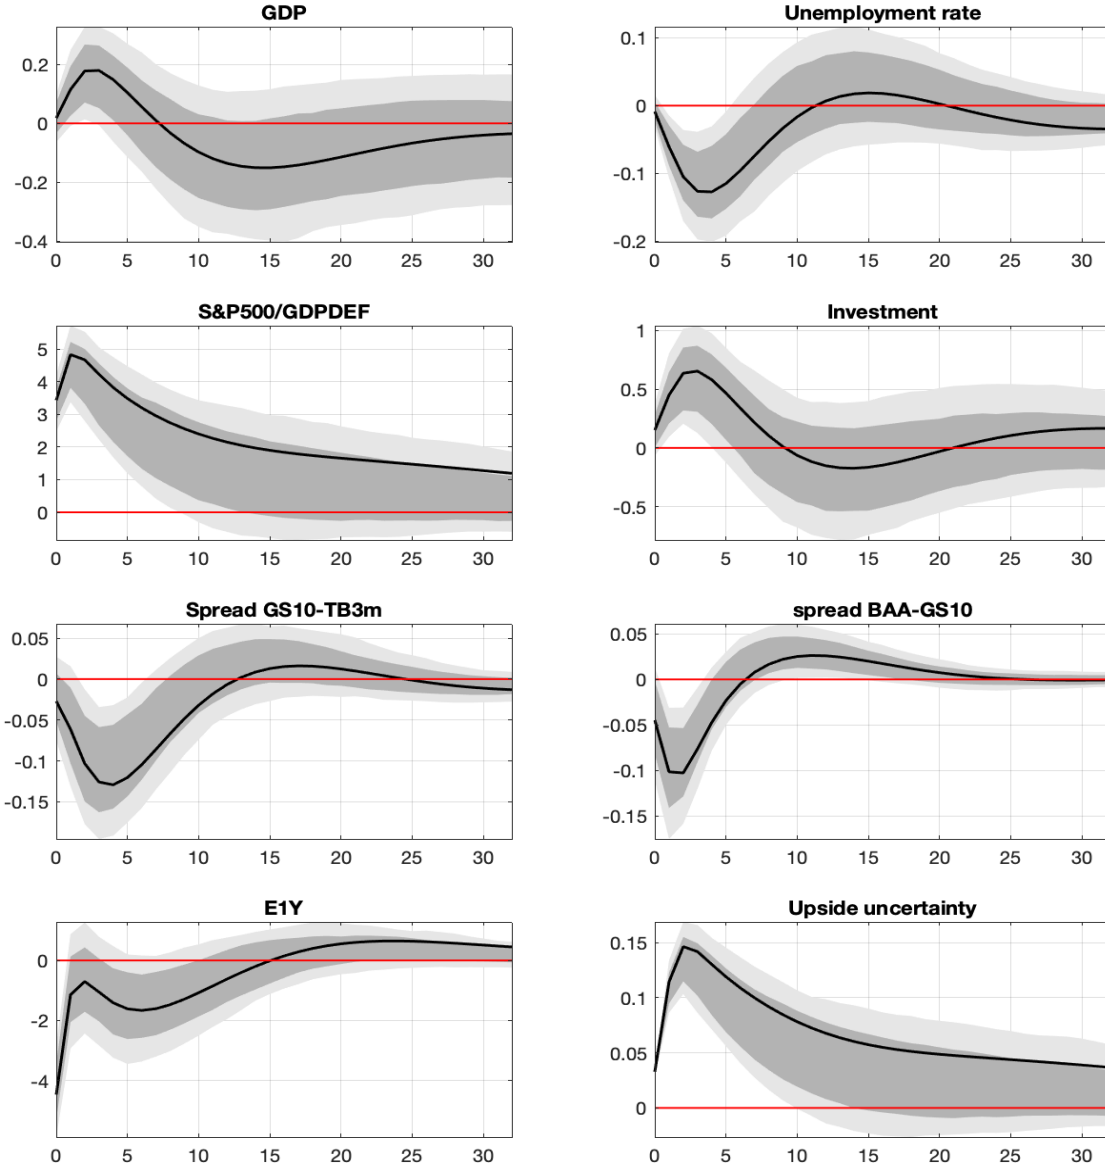 GDP
0.2
0
-0.2
-0.4
0 5 10 15 20 25 30
Unemployment rate
0.1
0
-0.1
-0.2
0 5 10 15 20 25 30
S&P500/GDPDEF
5
4
3
2
1
0
0 5 10 15 20 25 30
Investment
1
0.5
0
-0.5
0 5 10 15 20 25 30
Spread GS10-TB3m
0.05
0
-0.05
-0.1
-0.15
0 5 10 15 20 25 30
spread BAA-GS10
0.05
0
-0.05
-0.1
-0.15
0 5 10 15 20 25 30
E1Y
0
-2
-4
0 5 10 15 20 25 30
Upside uncertainty
0.15
0.1
0.05
0
0 5 10 15 20 25 30